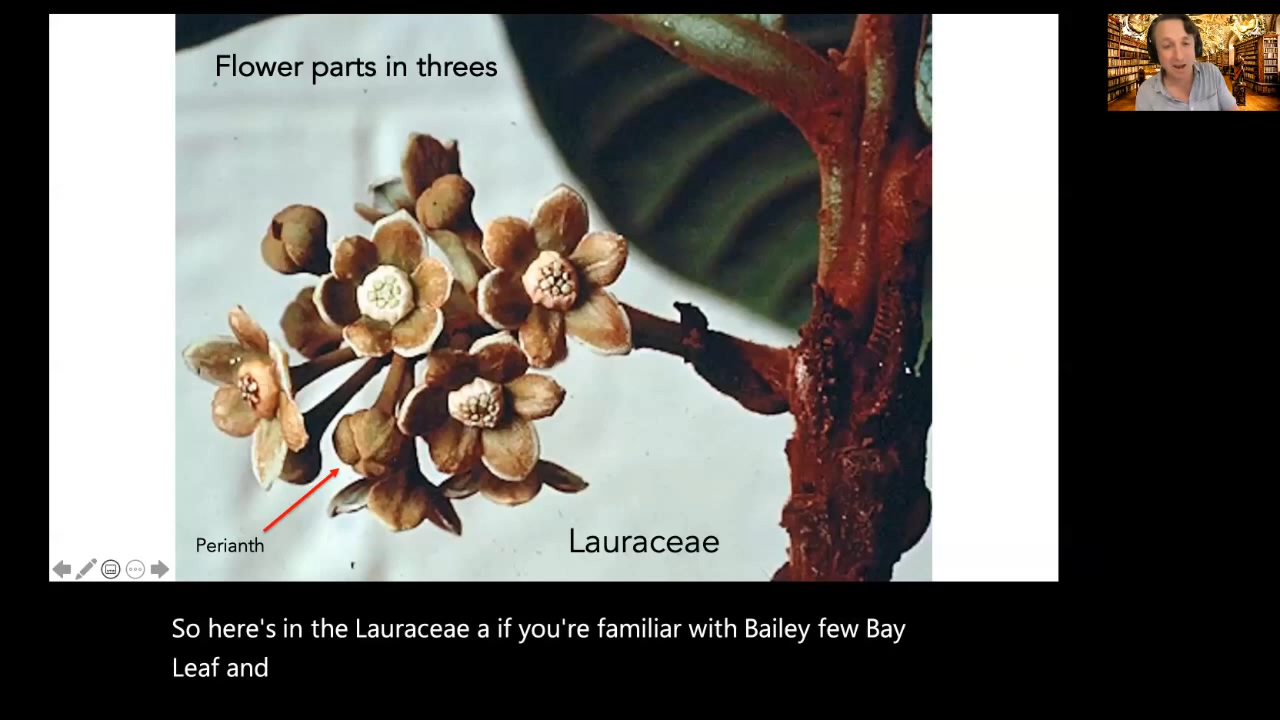 Flower parts in threes
Perianth
Lauraceae
So here's in the Lauraceae a if you're familiar with Bailey few Bay
Leaf and